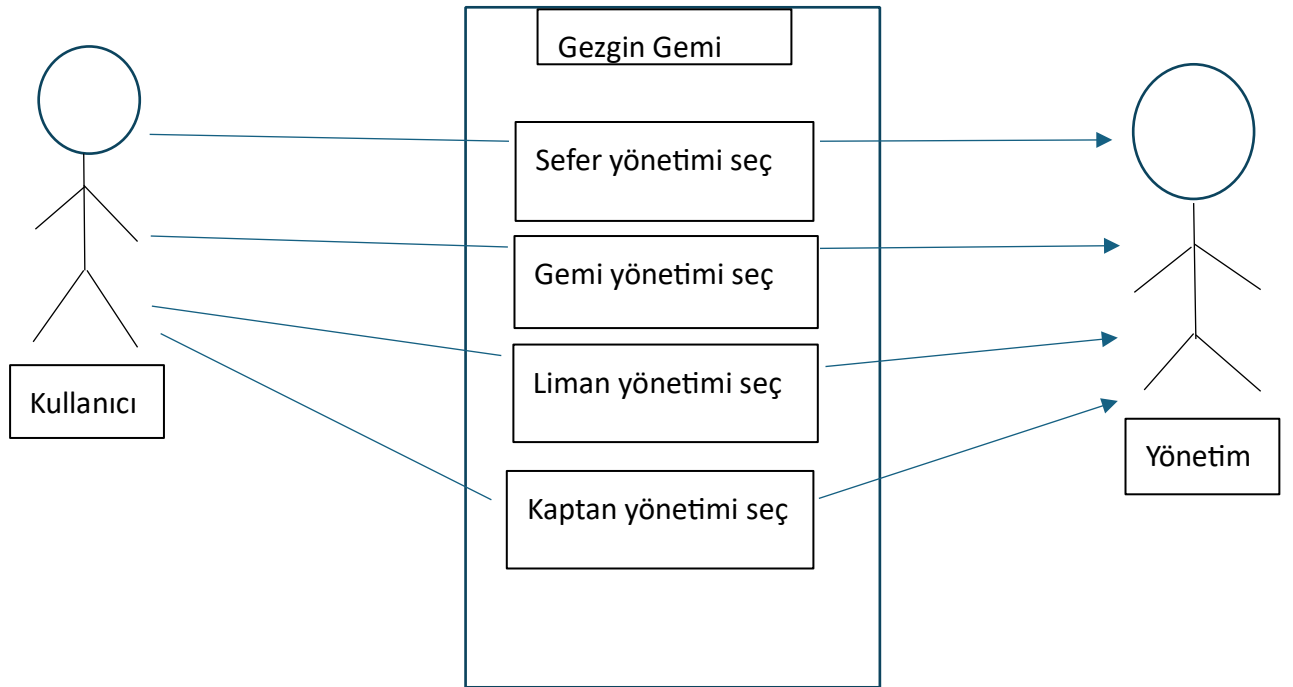 Gezgin Gemi
Sefer yönetimi seç
Gemi yönetimi seç
Liman yönetimi seç
Kullanıcı
Yönetim
Kaptan yönetimi seç